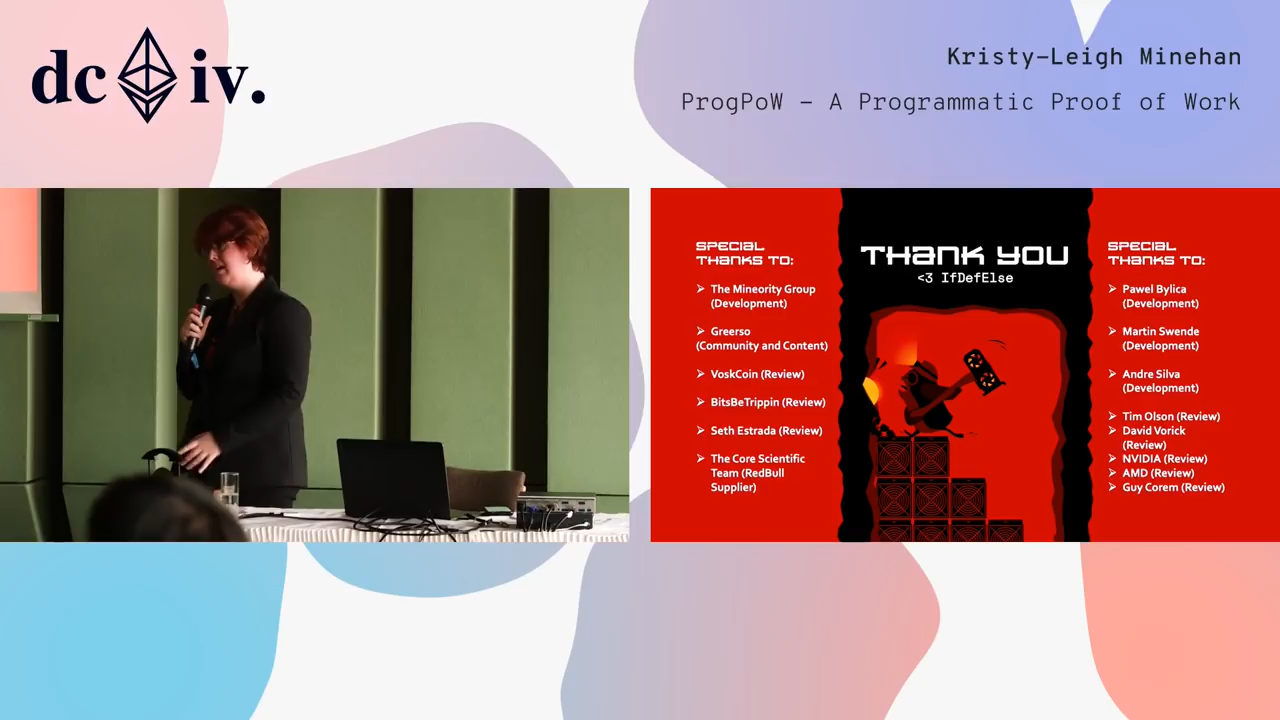 dc iv.
Kristy-Leigh Minehan
ProgPoW - A Programmatic Proof of Work
SPECIAL
THANKS TO:
➢ The Mineority Group
(Development)
➢ Greerso
(Community and Content)
➢ VoskCoin (Review)
➢ BitsBeTrippin (Review)
➢ Seth Estrada (Review)
➢ The Core Scientific
Team (RedBull
Supplier)
THANK YOU
<3 IfDefElse
SPECIAL
THANKS TO:
➢ Pawel Bylica
(Development)
➢ Martin Swende
(Development)
➢ Andre Silva
(Development)
➢ Tim Olson (Review)
➢ David Vorick
(Review)
➢ NVIDIA (Review)
➢ AMD (Review)
➢ Guy Corem (Review)